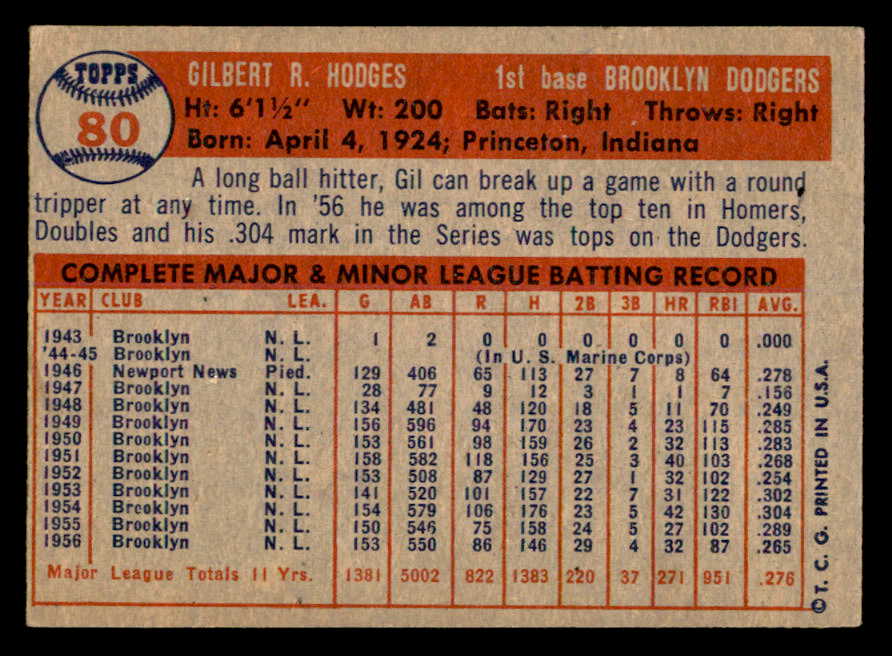 TOPPS
80
GILBERT R. HODGES 1st base BROOKLYN DODGERS
Ht: 6'1½" Wt: 200 Bats: Right Throws: Right
Born: April 4, 1924; Princeton, Indiana
A long ball hitter, Gil can break up a game with a round
tripper at any time. In '56 he was among the top ten in Homers,
Doubles and his .304 mark in the Series was tops on the Dodgers.
COMPLETE MAJOR & MINOR LEAGUE BATTING RECORD
YEAR CLUB LEA. G AB R H 2B 3B HR RBI AVG.
1943 Brooklyn N. L. 1 2 0 0 0 0 0 0 .000
'44-45 Brooklyn N. L. (In U. S. Marine Corps)
1946 Newport News Pied. 129 406 65 113 27 7 8 64 .278
1947 Brooklyn N. L. 28 77 9 12 3 1 1 7 .156
1948 Brooklyn N. L. 134 481 48 120 18 5 11 70 .249
1949 Brooklyn N. L. 156 596 94 170 23 4 23 115 .285
1950 Brooklyn N. L. 153 561 98 159 26 2 32 113 .283
1951 Brooklyn N. L. 158 582 118 156 25 3 40 103 .268
1952 Brooklyn N. L. 153 508 87 129 27 1 32 102 .254
1953 Brooklyn N. L. 141 520 101 157 22 7 31 122 .302
1954 Brooklyn N. L. 154 579 106 176 23 5 42 130 .304
1955 Brooklyn N. L. 150 546 75 158 24 5 27 102 .289
1956 Brooklyn N. L. 153 550 86 146 29 4 32 87 .265
Major League Totals 11 Yrs. 1381 5002 822 1383 220 37 271 951 .276
©T. C. G. PRINTED IN U.S.A.